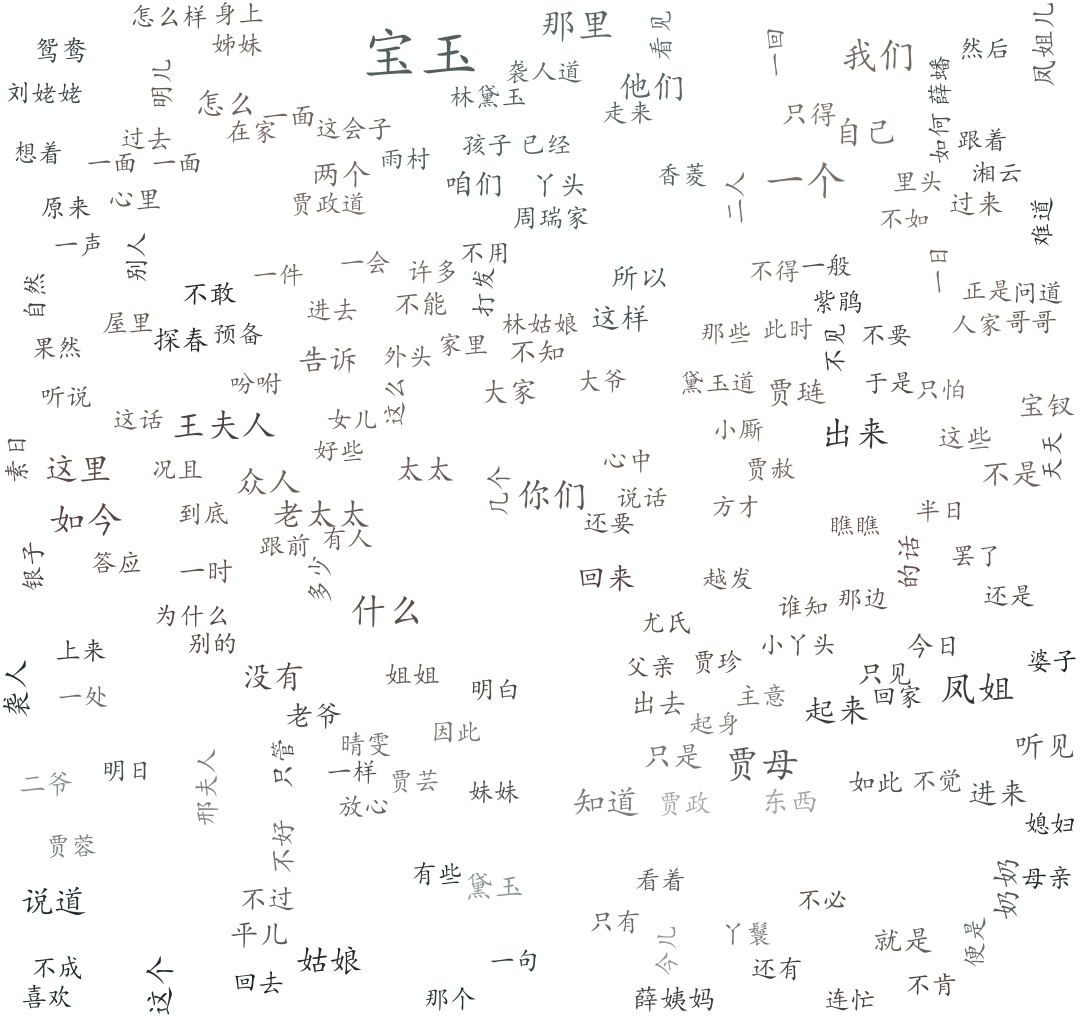 怎么样
身上
那里
看见
一回
凤姐儿
宝玉
鸳鸯
姊妹
我们
然后
袭人道
明儿
薛蟠
刘姥姥
林黛玉
他们
怎么
一面
走来
只得
在家
这会子
自己
过去
如何
跟着
想着
一面
一面
孩子
已经
雨村
两个
咱们
丫头
香菱
二人
一个
里头
湘云
原来
心里
贾政道
周瑞家
不如
过来
难道
一声
别人
一件
一会
许多
不用
打发
所以
不得
一般
一日
自然
不敢
进去
不能
紫鹃
正是
问道
屋里
探春
预备
林姑娘
这样
那些
此时
不见
不要
人家
哥哥
果然
告诉
外头
家里
不知
听说
吩咐
这么
大家
大爷
黛玉道
贾琏
于是
只怕
宝钗
这话
王夫人
女儿
小厮
出来
这些
天天
素日
这里
况且
众人
好些
太太
几个
心中
贾赦
不是
你们
说话
如今
到底
老太太
还要
方才
瞧瞧
半日
银子
答应
一时
跟前
有人
多少
回来
越发
的话
罢了
为什么
什么
谁知
那边
还是
别的
尤氏
小丫头
今日
上来
袭人
一处
没有
姐姐
明白
父亲
贾珍
只见
婆子
老爷
出去
主意
起来
回家
凤姐
起身
晴雯
因此
只管
听见
二爷
明日
邢夫人
一样
贾芸
妹妹
只是
贾母
如此
不觉
进来
放心
知道
贾政
东西
媳妇
贾蓉
不好
有些
黛玉
看着
奶奶
母亲
说道
不过
不必
只有
平儿
今儿
丫鬟
就是
便是
不成
这个
姑娘
一句
还有
喜欢
回去
那个
薛姨妈
连忙
不肯